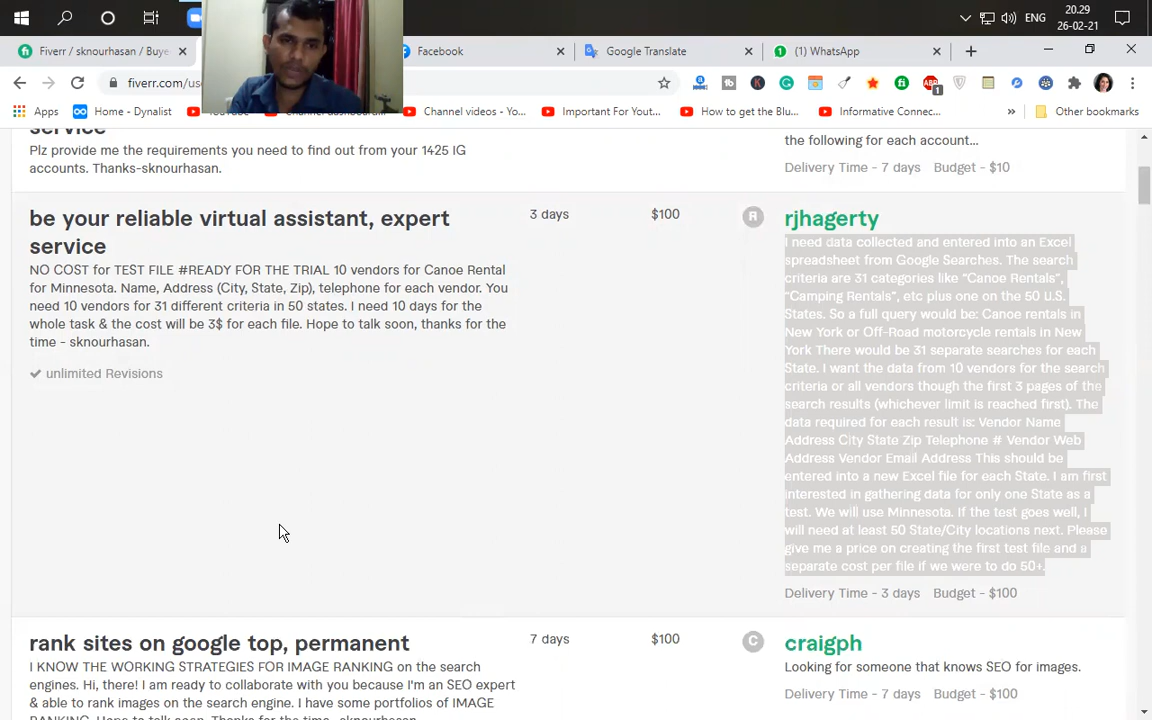 20.29
ENG
26-02-21
Fiverr / sknourhasan / Buye
Facebook
Google Translate
(1) WhatsApp
fiverr.com/use
Apps
Home - Dynalist
Channel videos - Yo...
Important For Yout...
How to get the Blu...
Informative Connec...
Other bookmarks
service
Plz provide me the requirements you need to find out from your 1425 IG
accounts. Thanks-sknourhasan.
the following for each account...
Delivery Time - 7 days Budget - $10
be your reliable virtual assistant, expert
service
3 days
$100
NO COST for TEST FILE #READY FOR THE TRIAL 10 vendors for Canoe Rental
for Minnesota. Name, Address (City, State, Zip), telephone for each vendor. You
need 10 vendors for 31 different criteria in 50 states. I need 10 days for the
whole task & the cost will be 3$ for each file. Hope to talk soon, thanks for the
time - sknourhasan.
unlimited Revisions
R
rjhagerty
I need data collected and entered into an Excel
spreadsheet from Google Searches. The search
criteria are 31 categories like “Canoe Rentals”,
“Camping Rentals”, etc plus one on the 50 U.S.
States. So a full query would be: Canoe rentals in
New York or Off-Road motorcycle rentals in New
York There would be 31 separate searches for each
State. I want the data from 10 vendors for the search
criteria or all vendors though the first 3 pages of the
search results (whichever limit is reached first). The
data required for each result is: Vendor Name
Address City State Zip Telephone # Vendor Web
Address Vendor Email Address This should be
entered into a new Excel file for each State. I am first
interested in gathering data for only one State as a
test. We will use Minnesota. If the test goes well, I
will need at least 50 State/City locations next. Please
give me a price on creating the first test file and a
separate cost per file if we were to do 50+.
Delivery Time - 3 days Budget - $100
rank sites on google top, permanent
7 days
$100
I KNOW THE WORKING STRATEGIES FOR IMAGE RANKING on the search
engines. Hi, there! I am ready to collaborate with you because I'm an SEO expert
& able to rank images on the search engine. I have some portfolios of IMAGE
RANKING. Hope to talk soon. Thanks for the time- sknourhasan.
C
craigph
Looking for someone that knows SEO for images.
Delivery Time - 7 days Budget - $100